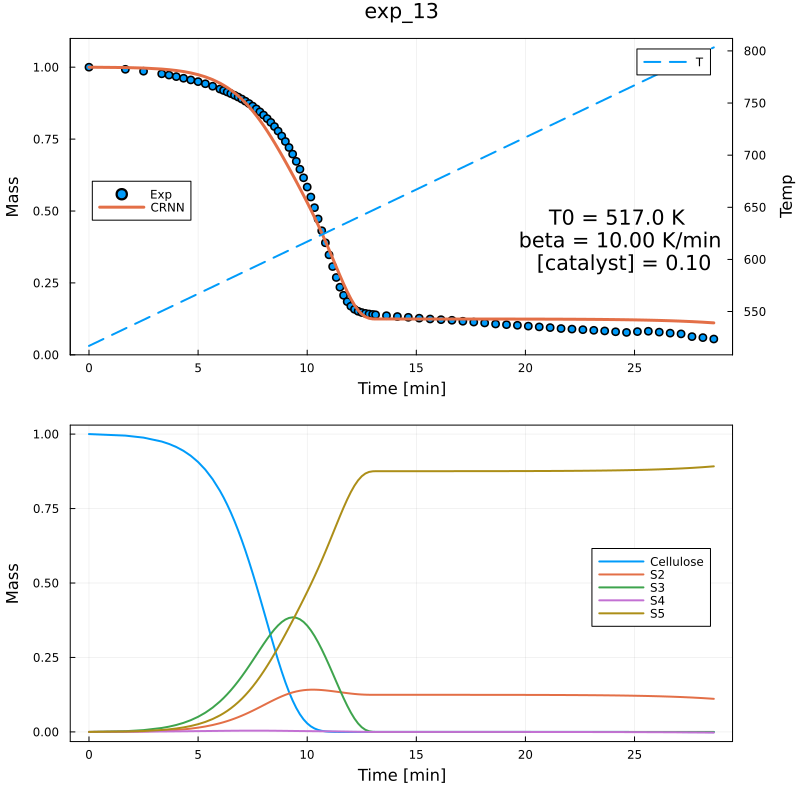 exp_13
1.00
0.75
0.50
0.25
0.00
Mass
Exp
CRNN
T
800
750
700
650
600
550
Temp
T0 = 517.0 K
beta = 10.00 K/min
[catalyst] = 0.10
0
5
10
15
20
25
Time [min]
1.00
0.75
0.50
0.25
0.00
Mass
Cellulose
S2
S3
S4
S5
0
5
10
15
20
25
Time [min]